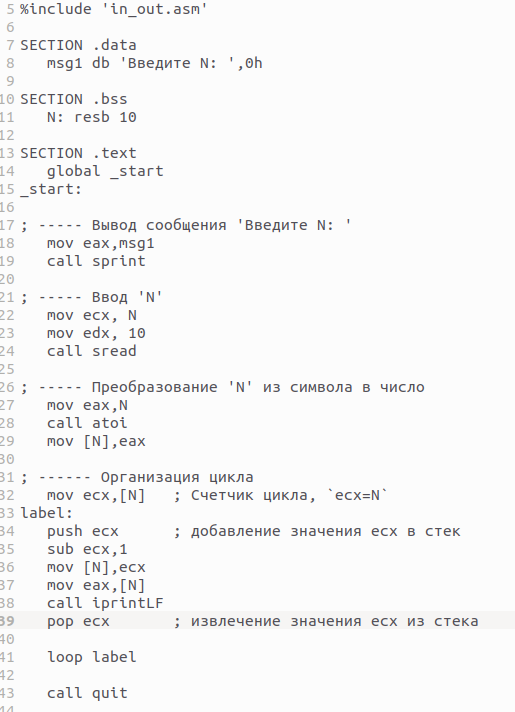 5 %include 'in_out.asm'
6
7 SECTION .data
8    msg1 db 'Введите N: ',0h
9
10 SECTION .bss
11    N: resb 10
12
13 SECTION .text
14    global _start
15 _start:
16
17 ; ----- Вывод сообщения 'Введите N: '
18    mov eax,msg1
19    call sprint
20
21 ; ----- Ввод 'N'
22    mov ecx, N
23    mov edx, 10
24    call sread
25
26 ; ----- Преобразование 'N' из символа в число
27    mov eax,N
28    call atoi
29    mov [N],eax
30
31 ; ------ Организация цикла
32    mov ecx,[N]   ; Счетчик цикла, `ecx=N`
33 label:
34    push ecx      ; добавление значения ecx в стек
35    sub ecx,1
36    mov [N],ecx
37    mov eax,[N]
38    call iprintLF
39    pop ecx       ; извлечение значения ecx из стека
40
41    loop label
42
43    call quit
44